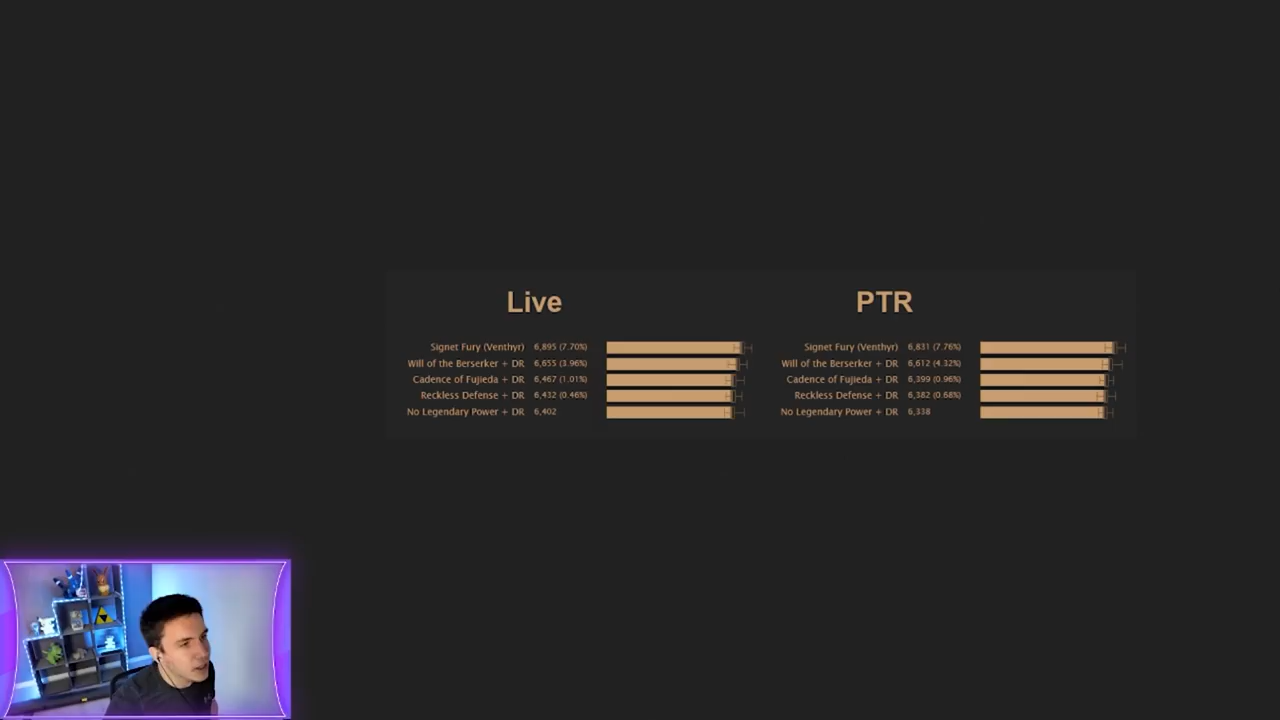 Live
Signet Fury (Venthyr) 6,895 (7.70%)
Will of the Berserker + DR 6,655 (3.96%)
Cadence of Fujieda + DR 6,467 (1.01%)
Reckless Defense + DR 6,432 (0.46%)
No Legendary Power + DR 6,402
PTR
Signet Fury (Venthyr) 6,831 (7.76%)
Will of the Berserker + DR 6,612 (4.32%)
Cadence of Fujieda + DR 6,399 (0.96%)
Reckless Defense + DR 6,382 (0.68%)
No Legendary Power + DR 6,338